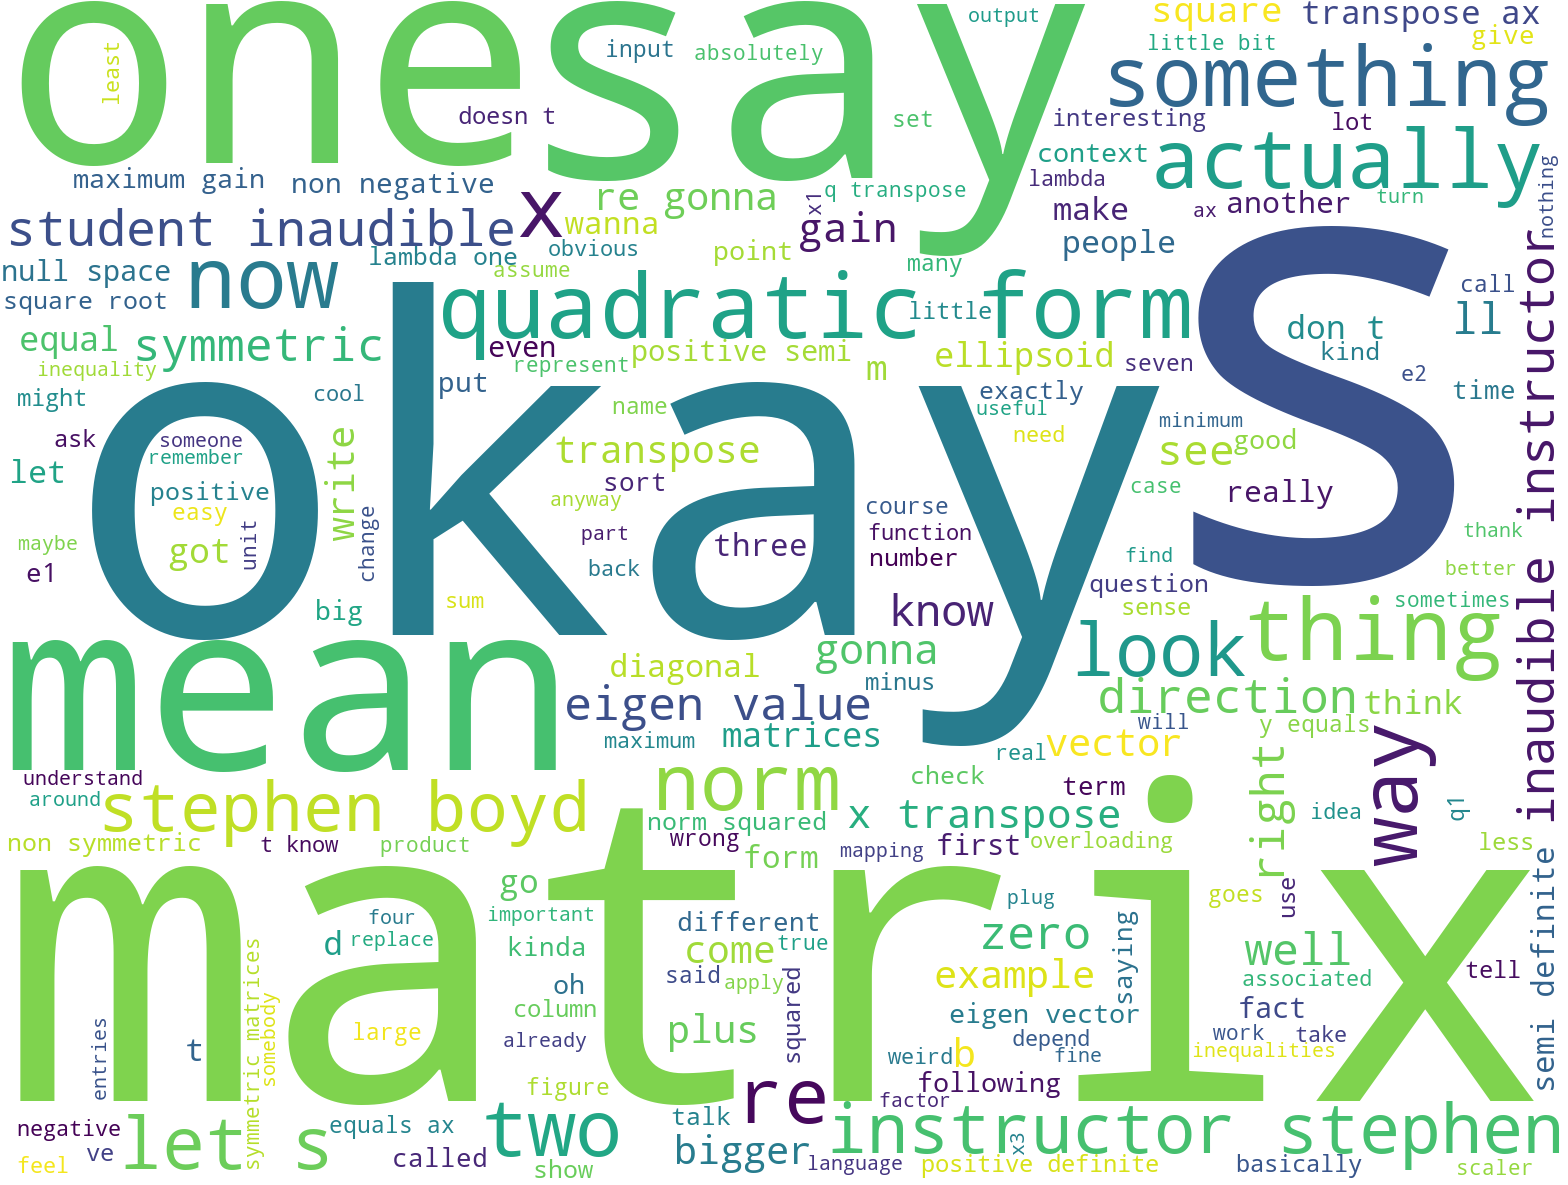 one
say
output
square
transpose ax
least
input
absolutely
little bit
give
something
doesn t
set
interesting
lot
context
actually
nothing
maximum gain
non negative
x
re gonna
q transpose
x1
lambda
make
ax
another
turn
student inaudible
wanna
gain
people
null space
now
lambda one
obvious
assume
point
many
okay
S
quadratic form
call
square root
little
don t
ll
equal
symmetric
even
positive semi
ellipsoid
seven
kind
inequality
represent
m
e2
might
cool
put
name
exactly
useful
time
ask
someone
write
transpose
need
minimum
see
good
let
remember
sort
case
really
positive
anyway
course
easy
unit
change
part
three
function
thank
maybe
got
number
find
e1
back
question
better
big
sum
know
sense
sometimes
inaudible instructor
mean
diagonal
gonna
look
thing
eigen value
minus
direction
think
maximum
matrices
real
vector
will
y equals
way
understand
norm
check
right
around
stephen boyd
term
x transpose
idea
q1
non symmetric
t know
product
norm squared
wrong
form
mapping
first
overloading
less
matrix
go
plug
goes
use
four
important
different
saying
semi definite
d
replace
kinda
come
true
zero
well
symmetric matrices
somebody
oh
said
apply
squared
example
associated
tell
entries
large
column
plus
eigen vector
fact
t
already
weird
b
depend
fine
work
take
inequalities
figure
re
following
factor
negative
let s
equals ax
two
talk
instructor stephen
x3
ve
called
bigger
feel
show
language
positive definite
basically
scaler